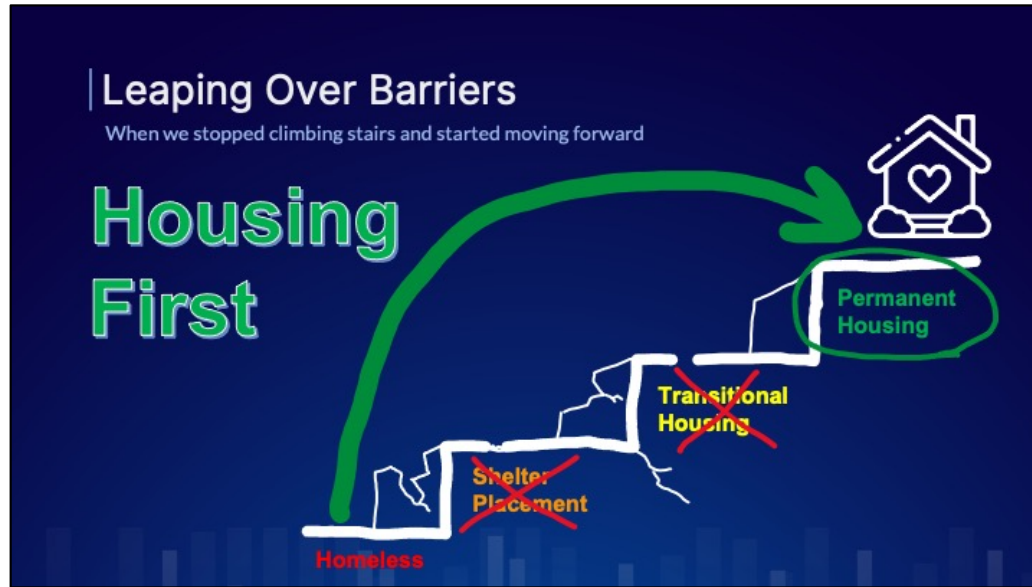 Leaping Over Barriers
When we stopped climbing stairs and started moving forward
Housing
First
Permanent
Housing
Transitional
Housing
Shelter
Placement
Homeless